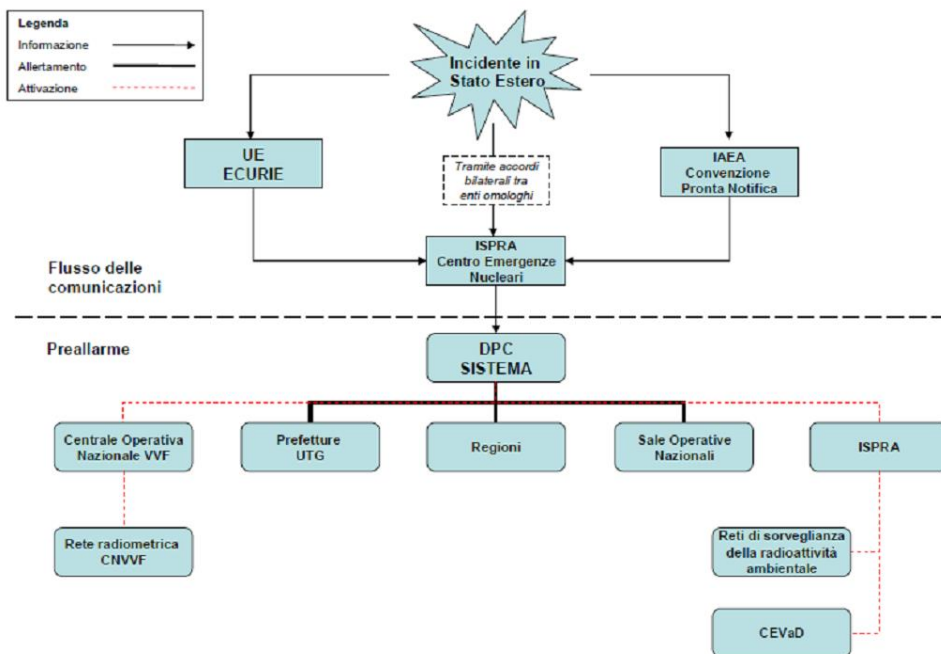 Legenda
Informazione
Allertamento
Attivazione
Incidente in
Stato Estero
UE
ECURIE
Tramite accordi
bilaterali tra
enti omologhi
IAEA
Convenzione
Pronta Notifica
ISPRA
Centro Emergenze
Nucleari
Flusso delle
comunicazioni
Preallarme
DPC
SISTEMA
Centrale Operativa
Nazionale VVF
Prefetture
UTG
Regioni
Sale Operative
Nazionali
ISPRA
Rete radiometrica
CNVVF
Reti di sorveglianza
della radioattività
ambientale
CEVaD